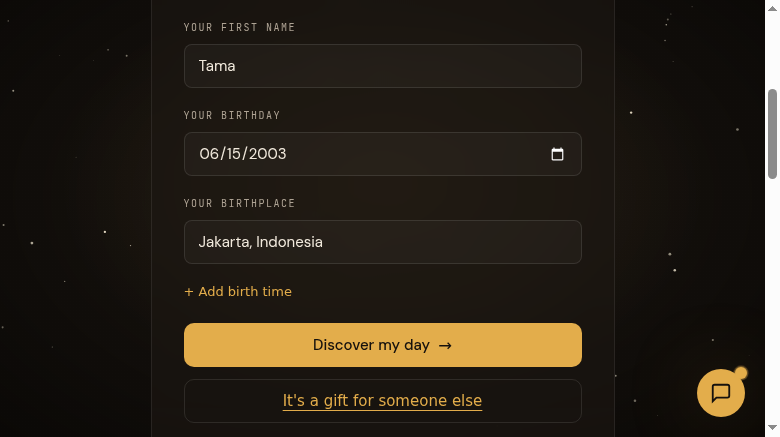 YOUR FIRST NAME
Tama
YOUR BIRTHDAY
06/15/2003
YOUR BIRTHPLACE
Jakarta, Indonesia
+ Add birth time
Discover my day →
It's a gift for someone else